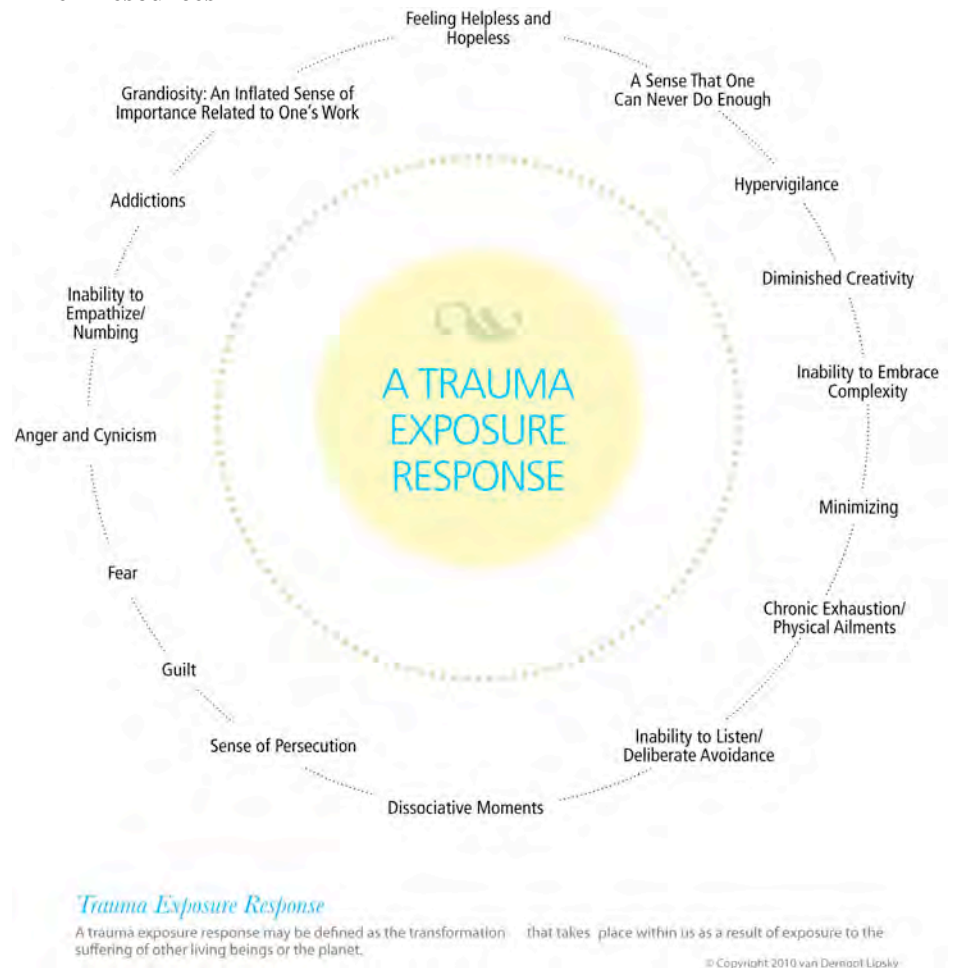 Feeling Helpless and
Hopeless
A Sense That One
Can Never Do Enough
Hypervigilance
Diminished Creativity
Inability to Embrace
Complexity
Minimizing
Chronic Exhaustion/
Physical Ailments
Inability to Listen/
Deliberate Avoidance
Dissociative Moments
Sense of Persecution
Guilt
Fear
Anger and Cynicism
Inability to
Empathize/
Numbing
Addictions
Grandiosity: An Inflated Sense of
Importance Related to One's Work
A TRAUMA
EXPOSURE
RESPONSE
Trauma Exposure Response
A trauma exposure response may be defined as the transformation that takes place within us as a result of exposure to the
suffering of other living beings or the planet.
© Copyright 2010 van Dernoot Lipsky